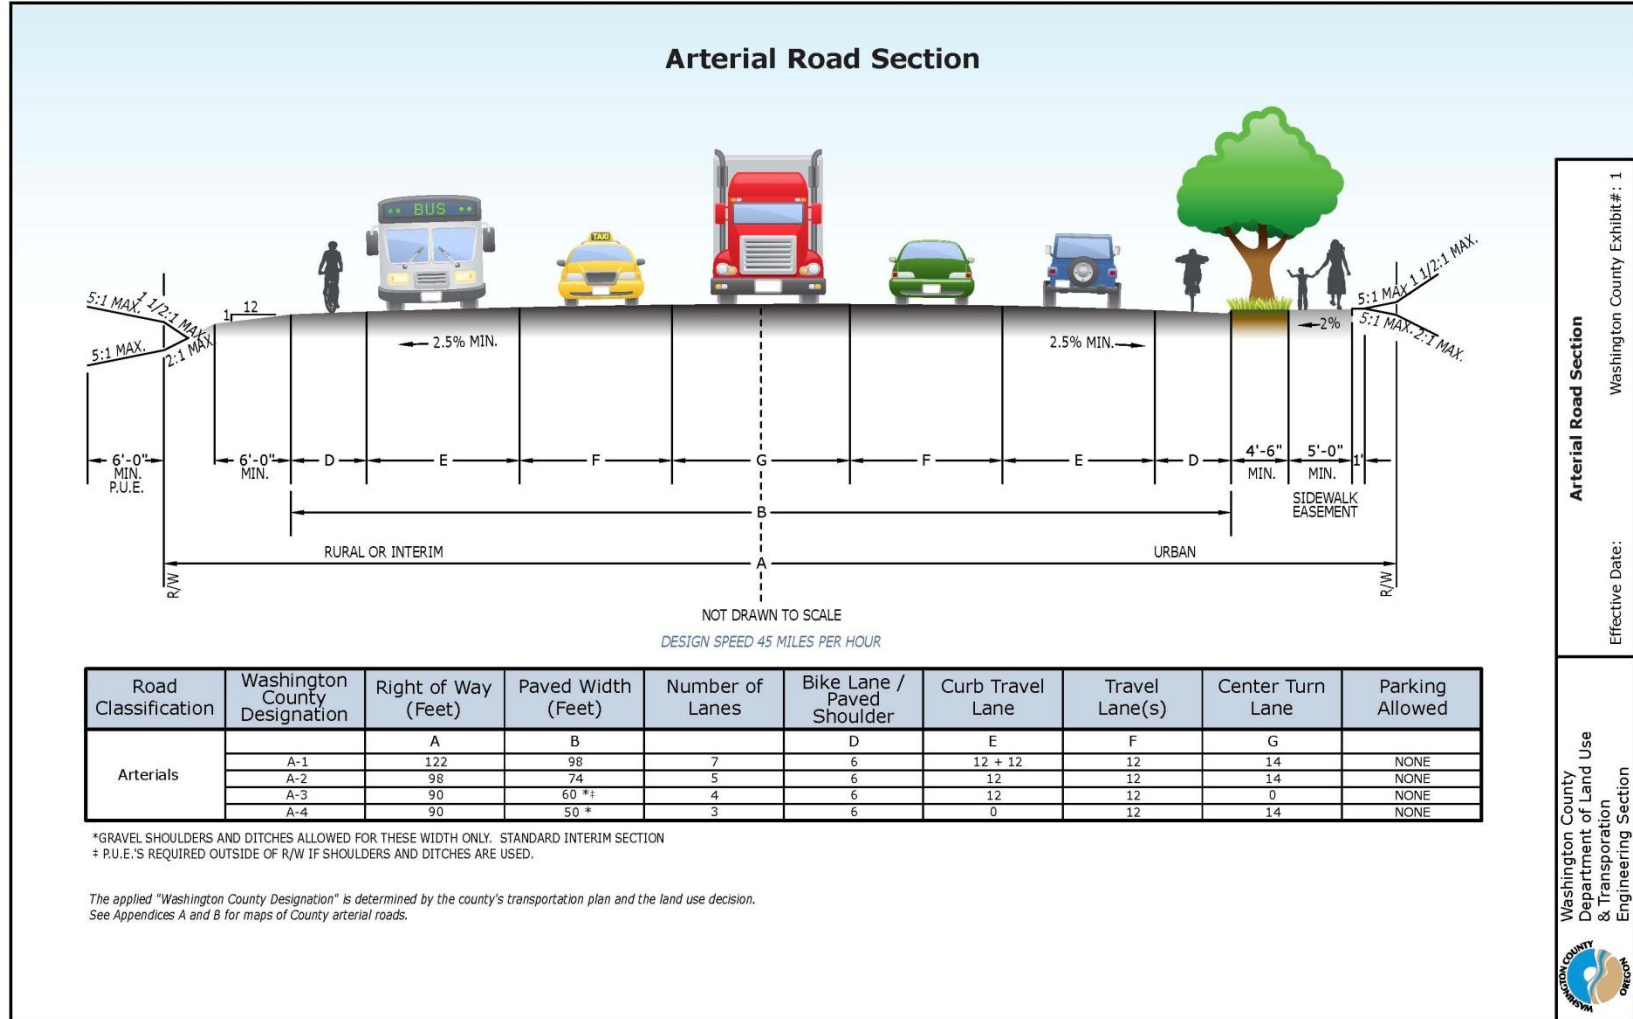 Arterial Road Section
BUS
TAXI
5:1 MAX.
1 1/2:1 MAX.
5:1 MAX.
2:1 MAX.
1
12
2.5% MIN.
2.5% MIN.
2%
5:1 MAX.
1 1/2:1 MAX.
5:1 MAX.
2:1 MAX.
6'-0"
MIN.
P.U.E.
6'-0"
MIN.
D
E
F
G
F
E
D
4'-6"
MIN.
5'-0"
MIN.
1'
SIDEWALK
EASEMENT
B
RURAL OR INTERIM
URBAN
A
R/W
R/W
NOT DRAWN TO SCALE
DESIGN SPEED 45 MILES PER HOUR
Road Classification Washington County Designation Right of Way (Feet) Paved Width (Feet) Number of Lanes Bike Lane / Paved Shoulder Curb Travel Lane Travel Lane(s) Center Turn Lane Parking Allowed
A B D E F G
Arterials
A-1 122 98 7 6 12 + 12 12 14 NONE
A-2 98 74 5 6 12 12 14 NONE
A-3 90 60 *‡ 4 6 12 12 0 NONE
A-4 90 50 * 3 6 0 12 14 NONE
*GRAVEL SHOULDERS AND DITCHES ALLOWED FOR THESE WIDTH ONLY. STANDARD INTERIM SECTION
‡ P.U.E.'S REQUIRED OUTSIDE OF R/W IF SHOULDERS AND DITCHES ARE USED.
The applied "Washington County Designation" is determined by the county's transportation plan and the land use decision.
See Appendices A and B for maps of County arterial roads.
Arterial Road Section
Washington County Exhibit#: 1
Effective Date:
Washington County
Department of Land Use
& Transporation
Engineering Section
WASHINGTON COUNTY
OREGON